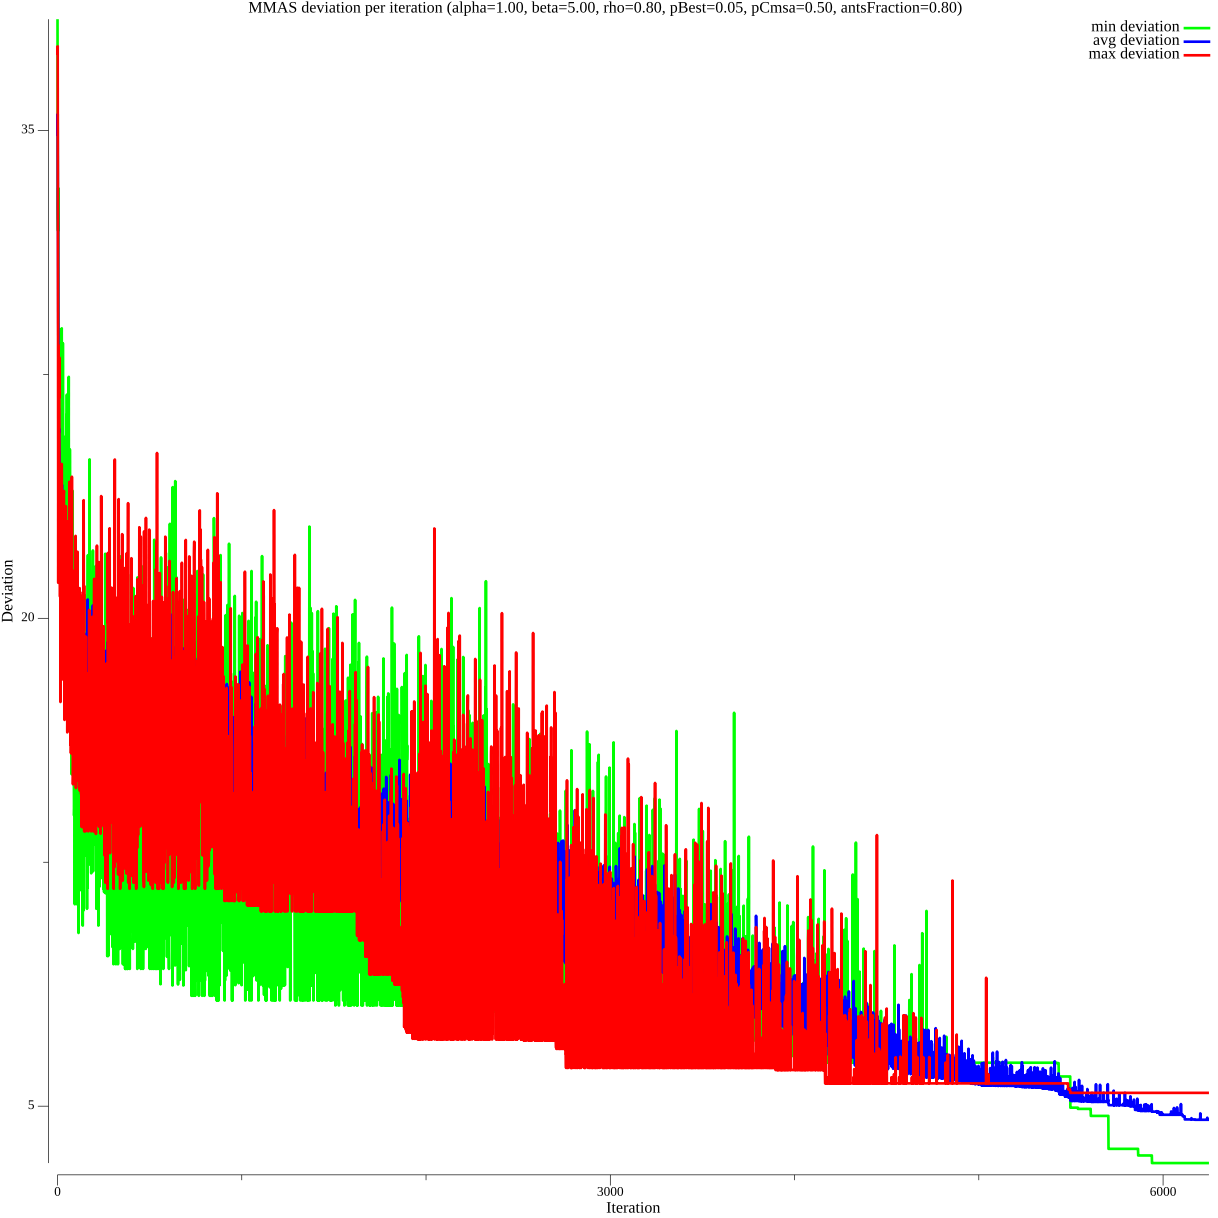 MMAS deviation per iteration (alpha=1.00, beta=5.00, rho=0.80, pBest=0.05, pCmsa=0.50, antsFraction=0.80)
min deviation
avg deviation
max deviation
35
20
5
Deviation
0
3000
6000
Iteration